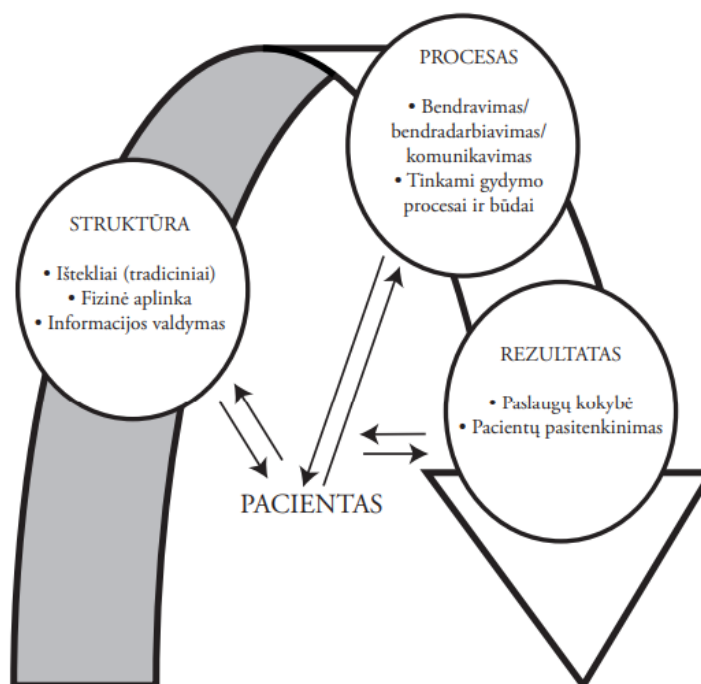 PROCESAS
• Bendravimas/
bendradarbiavimas/
komunikavimas
• Tinkami gydymo
procesai ir būdai
STRUKTŪRA
• Ištekliai (tradiciniai)
• Fizinė aplinka
• Informacijos valdymas
REZULTATAS
• Paslaugų kokybė
• Pacientų pasitenkinimas
PACIENTAS